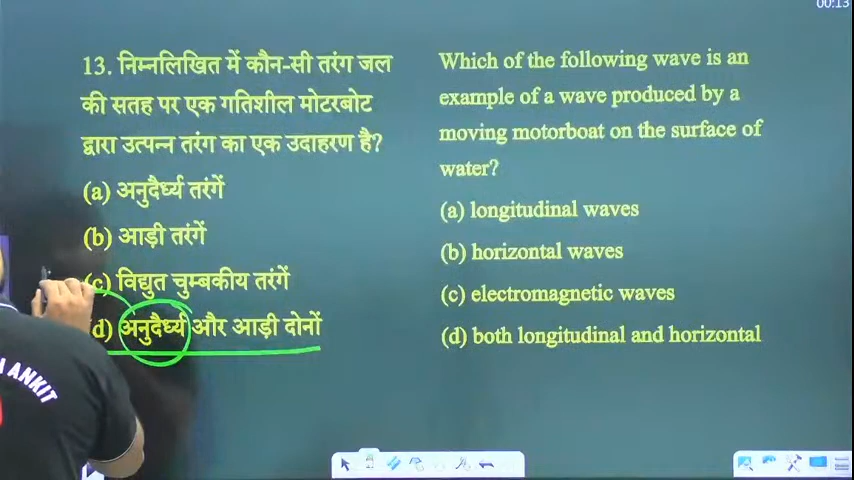 00:13
13. निम्नलिखित में कौन-सी तरंग जल
की सतह पर एक गतिशील मोटरबोट
द्वारा उत्पन्न तरंग का एक उदाहरण है?
(a) अनुदैर्ध्य तरंगें
(b) आड़ी तरंगें
(c) विद्युत चुम्बकीय तरंगें
(d) अनुदैर्ध्य और आड़ी दोनों
Which of the following wave is an
example of a wave produced by a
moving motorboat on the surface of
water?
(a) longitudinal waves
(b) horizontal waves
(c) electromagnetic waves
(d) both longitudinal and horizontal
ANKIT